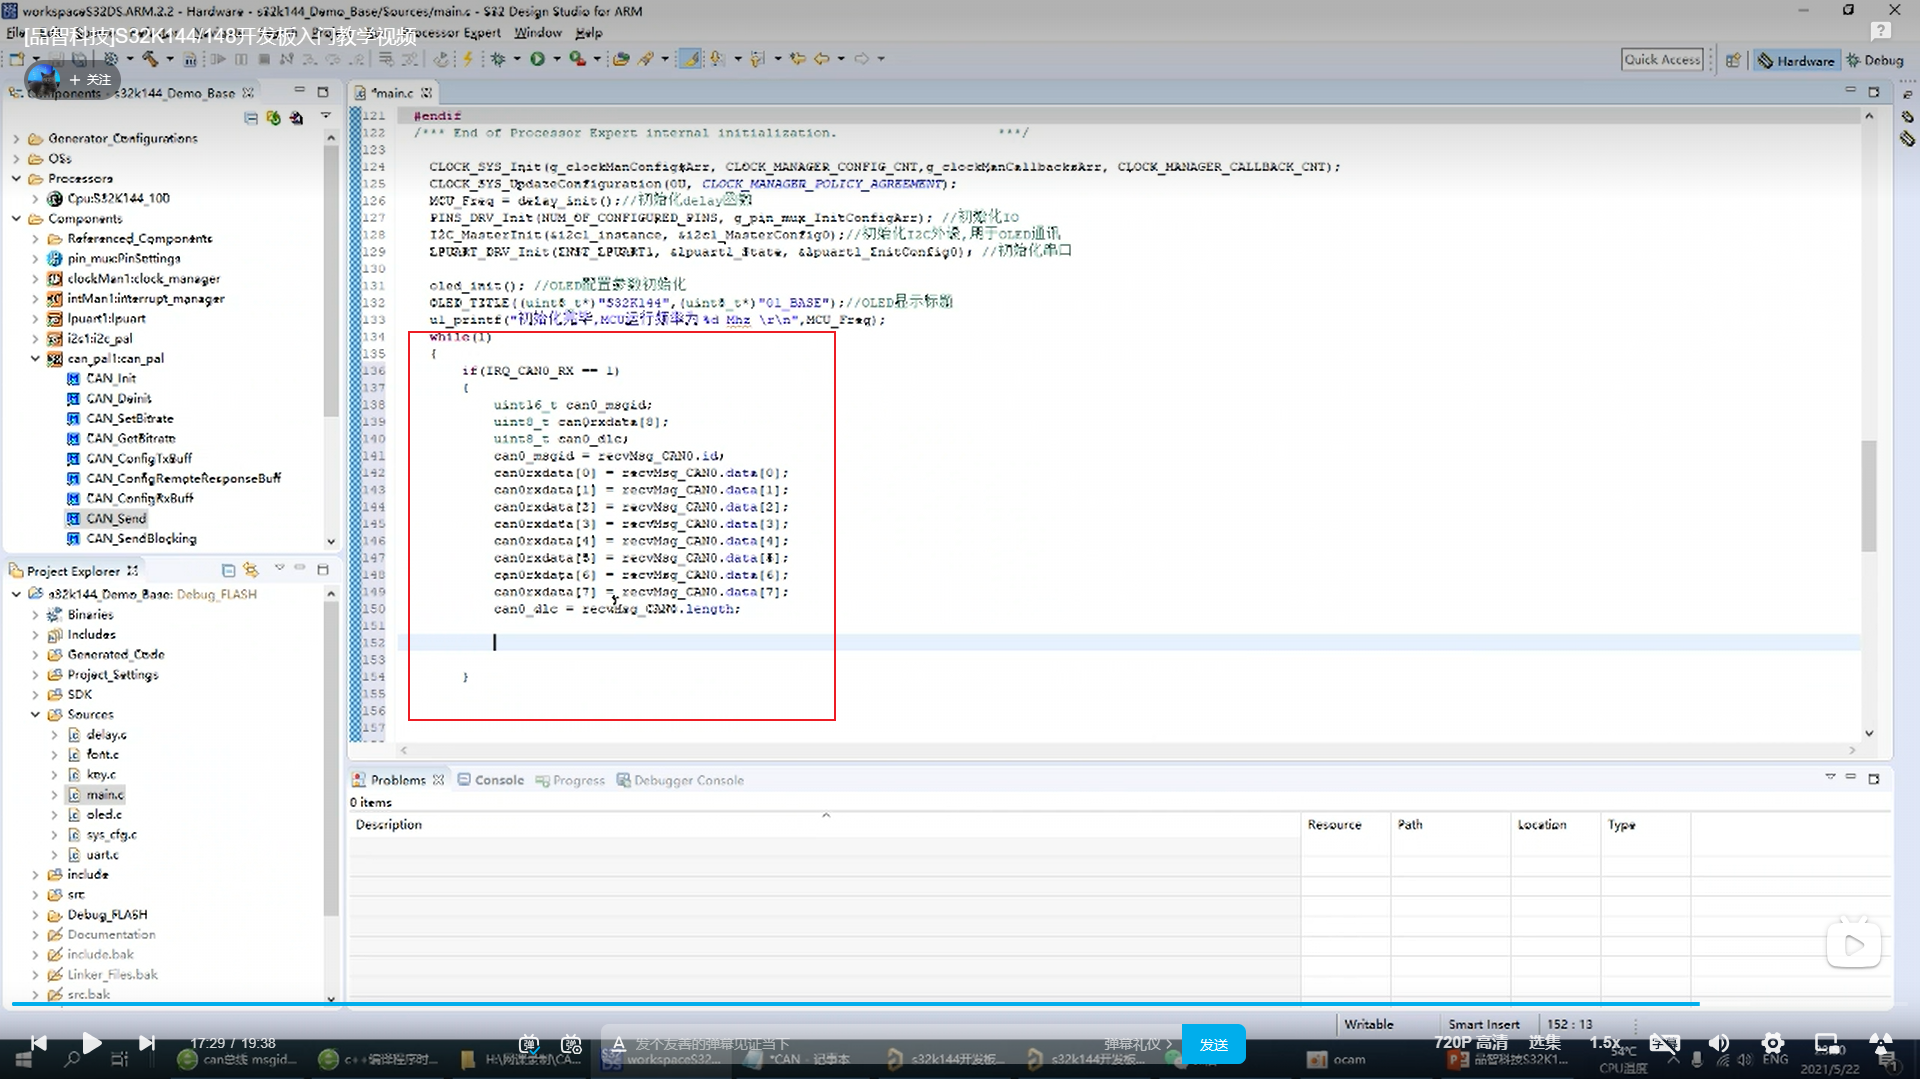 workspaceS32DS.ARM.2.2 - Hardware - s32k144_Demo_Base/Sources/main.c - S32 Design Studio for ARM
[品智科技]S32K144/148开发板入门教学视频
Processor Expert Window Help
+ 关注
Quick Access
Hardware
Debug
Components - s32k144_Demo_Base
Generator_Configurations
OSs
Processors
Cpu:S32K144_100
Components
Referenced_Components
pin_mux:PinSettings
clockMan1:clock_manager
intMan1:interrupt_manager
lpuart1:lpuart
i2c1:i2c_pal
can_pal1:can_pal
CAN_Init
CAN_Deinit
CAN_SetBitrate
CAN_GetBitrate
CAN_ConfigTxBuff
CAN_ConfigRemoteResponseBuff
CAN_ConfigRxBuff
CAN_Send
CAN_SendBlocking
Project Explorer
s32k144_Demo_Base: Debug_FLASH
Binaries
Includes
Generated_Code
Project_Settings
SDK
Sources
delay.c
font.c
key.c
main.c
oled.c
sys_cfg.c
uart.c
include
src
Debug_FLASH
Documentation
include.bak
Linker_Files.bak
src.bak
*main.c
121 #endif
122 /*** End of Processor Expert internal initialization. ***/
123
124 CLOCK_SYS_Init(g_clockManConfigsArr, CLOCK_MANAGER_CONFIG_CNT,g_clockManCallbacksArr, CLOCK_MANAGER_CALLBACK_CNT);
125 CLOCK_SYS_UpdateConfiguration(0U, CLOCK_MANAGER_POLICY_AGREEMENT);
126 MCU_Freq = delay_init();//初始化delay函数
127 PINS_DRV_Init(NUM_OF_CONFIGURED_PINS, g_pin_mux_InitConfigArr); //初始化IO
128 I2C_MasterInit(&i2c1_instance, &i2c1_MasterConfig0);//初始化I2C外设,用于OLED通讯
129 LPUART_DRV_Init(INST_LPUART1, &lpuart1_State, &lpuart1_InitConfig0); //初始化串口
130
131 oled_init(); //OLED配置参数初始化
132 OLED_TITLE((uint8_t*)"S32K144",(uint8_t*)"01_BASE");//OLED显示标题
133 u1_printf("初始化完毕,MCU运行频率为 %d Mhz \r\n",MCU_Freq);
134 while(1)
135 {
136 if(IRQ_CAN0_RX == 1)
137 {
138 uint16_t can0_msgid;
139 uint8_t can0rxdata[8];
140 uint8_t can0_dlc;
141 can0_msgid = recvMsg_CAN0.id;
142 can0rxdata[0] = recvMsg_CAN0.data[0];
143 can0rxdata[1] = recvMsg_CAN0.data[1];
144 can0rxdata[2] = recvMsg_CAN0.data[2];
145 can0rxdata[3] = recvMsg_CAN0.data[3];
146 can0rxdata[4] = recvMsg_CAN0.data[4];
147 can0rxdata[5] = recvMsg_CAN0.data[5];
148 can0rxdata[6] = recvMsg_CAN0.data[6];
149 can0rxdata[7] = recvMsg_CAN0.data[7];
150 can0_dlc = recvMsg_CAN0.length;
151
152
153
154 }
155
156
157
Problems Console Progress Debugger Console
0 items
Description Resource Path Location Type
Writable Smart Insert 152 : 13
17:29 / 19:38
发个友善的弹幕见证当下
弹幕礼仪
发送
720P 高清 选集 1.5x
can总线 msgid...
c++编译程序时...
workspaceS32...
*CAN - 记事本
s32k144开发板...
s32k144开发板...
ocam
品智科技S32K1...
54℃
CPU温度
ENG
2021/5/22